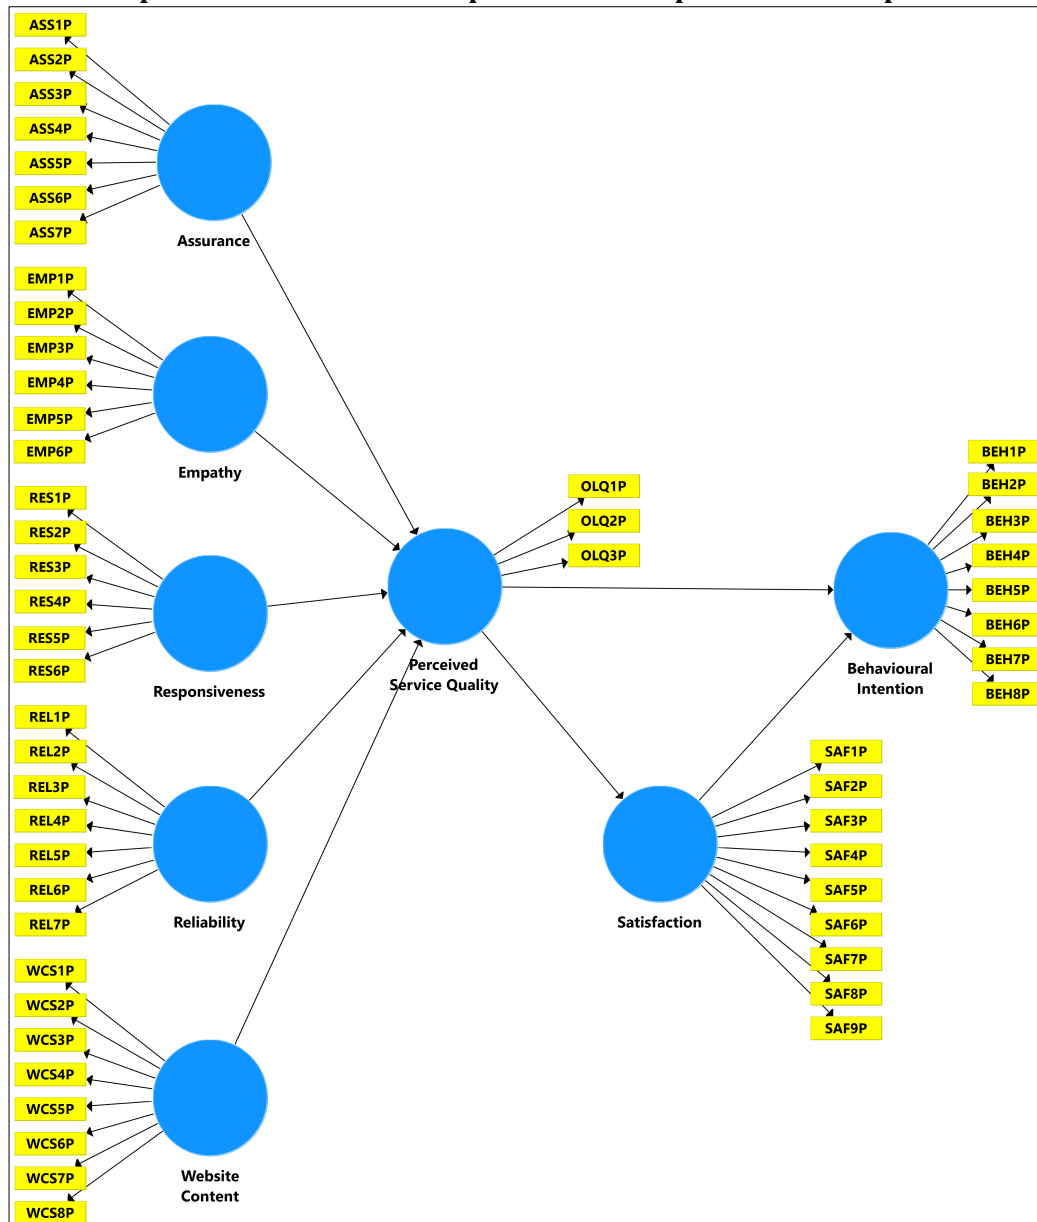 ASS1P
ASS2P
ASS3P
ASS4P
ASS5P
ASS6P
ASS7P
Assurance
EMP1P
EMP2P
EMP3P
EMP4P
EMP5P
EMP6P
Empathy
RES1P
RES2P
RES3P
RES4P
RES5P
RES6P
Responsiveness
REL1P
REL2P
REL3P
REL4P
REL5P
REL6P
REL7P
Reliability
WCS1P
WCS2P
WCS3P
WCS4P
WCS5P
WCS6P
WCS7P
WCS8P
Website
Content
OLQ1P
OLQ2P
OLQ3P
Perceived
Service Quality
BEH1P
BEH2P
BEH3P
BEH4P
BEH5P
BEH6P
BEH7P
BEH8P
Behavioural
Intention
SAF1P
SAF2P
SAF3P
SAF4P
SAF5P
SAF6P
SAF7P
SAF8P
SAF9P
Satisfaction